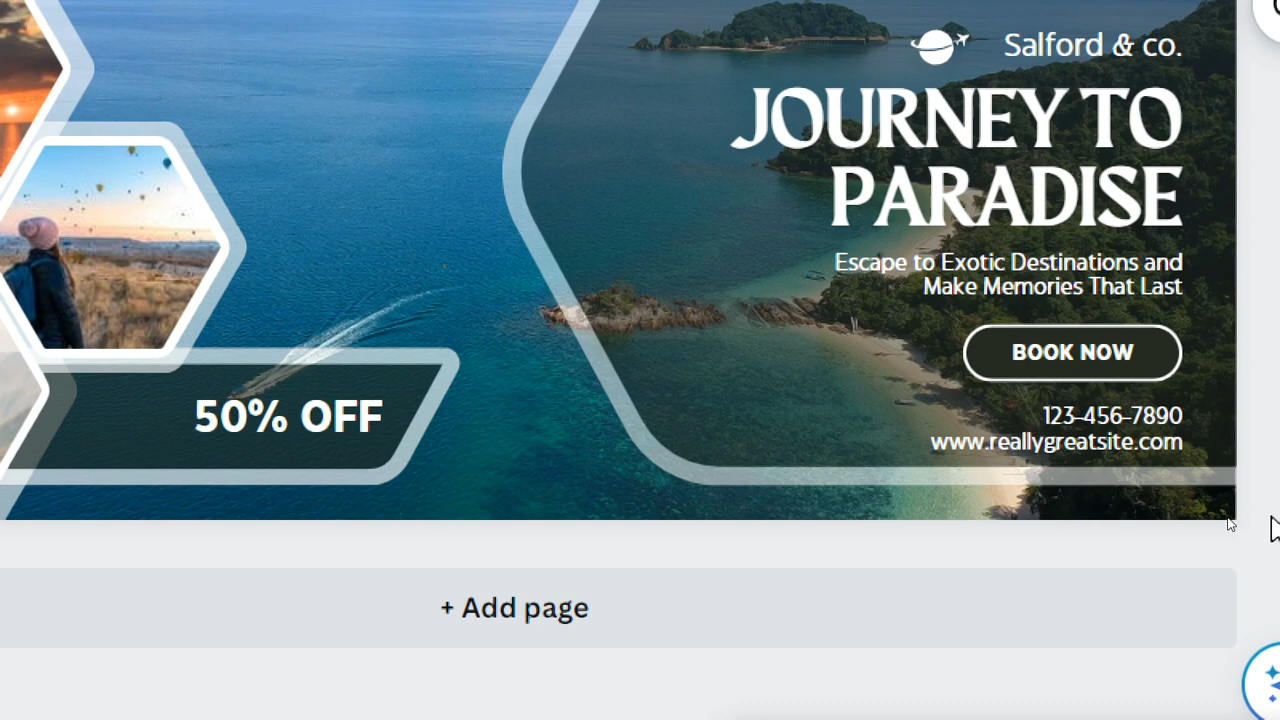 Salford & co.
JOURNEY TO
PARADISE
Escape to Exotic Destinations and
Make Memories That Last
BOOK NOW
123-456-7890
www.reallygreatsite.com
50% OFF
+ Add page